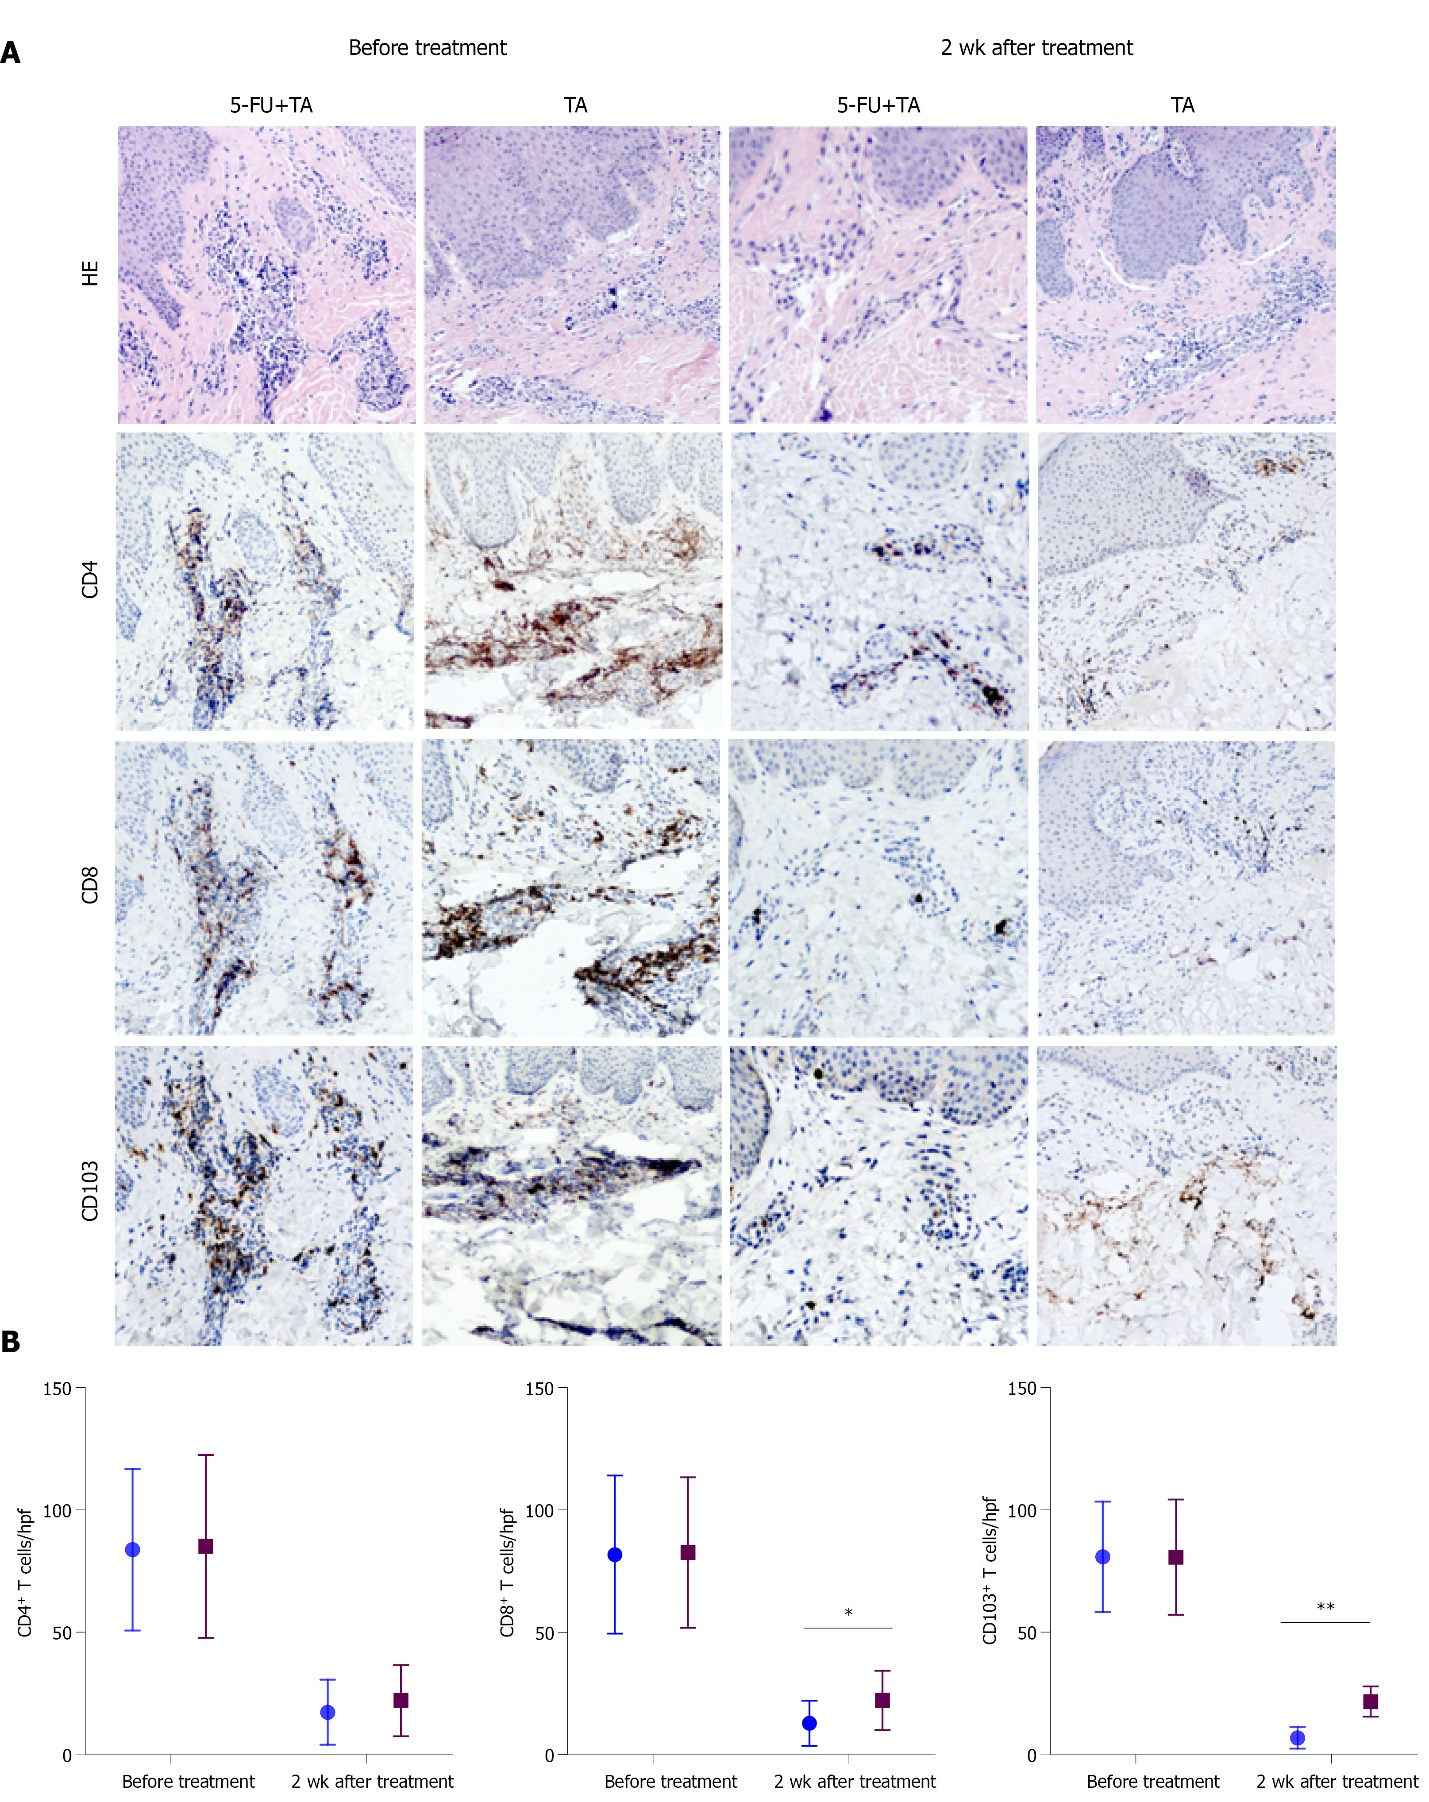 A
Before treatment
2 wk after treatment
5-FU+TA
TA
5-FU+TA
TA
HE
CD4
CD8
CD103
B
150
100
50
0
CD4⁺ T cells/hpf
Before treatment
2 wk after treatment
150
100
50
0
CD8⁺ T cells/hpf
*
Before treatment
2 wk after treatment
150
100
50
0
CD103⁺ T cells/hpf
**
Before treatment
2 wk after treatment